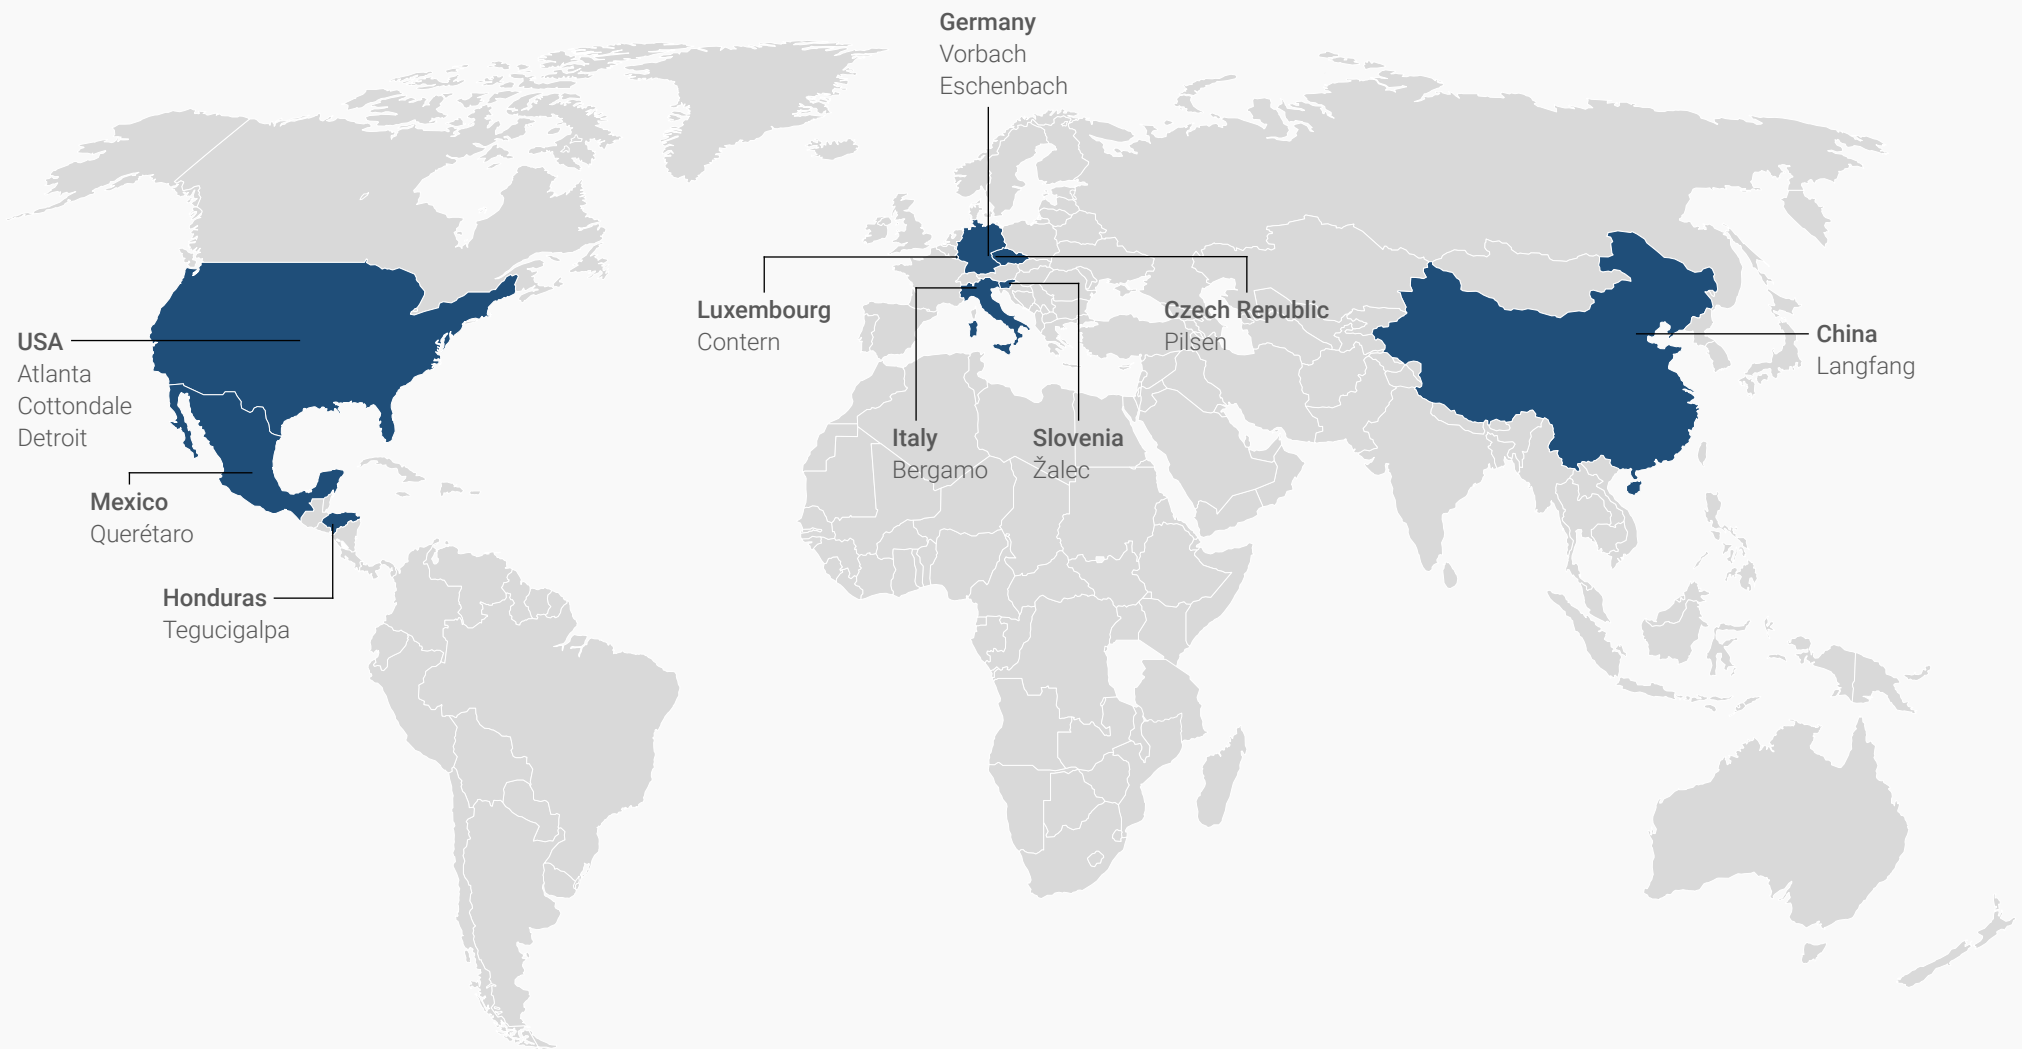 Germany
Vorbach
Eschenbach
Luxembourg
Contern
Czech Republic
Pilsen
China
Langfang
USA
Atlanta
Cottondale
Detroit
Italy
Bergamo
Slovenia
Žalec
Mexico
Querétaro
Honduras
Tegucigalpa